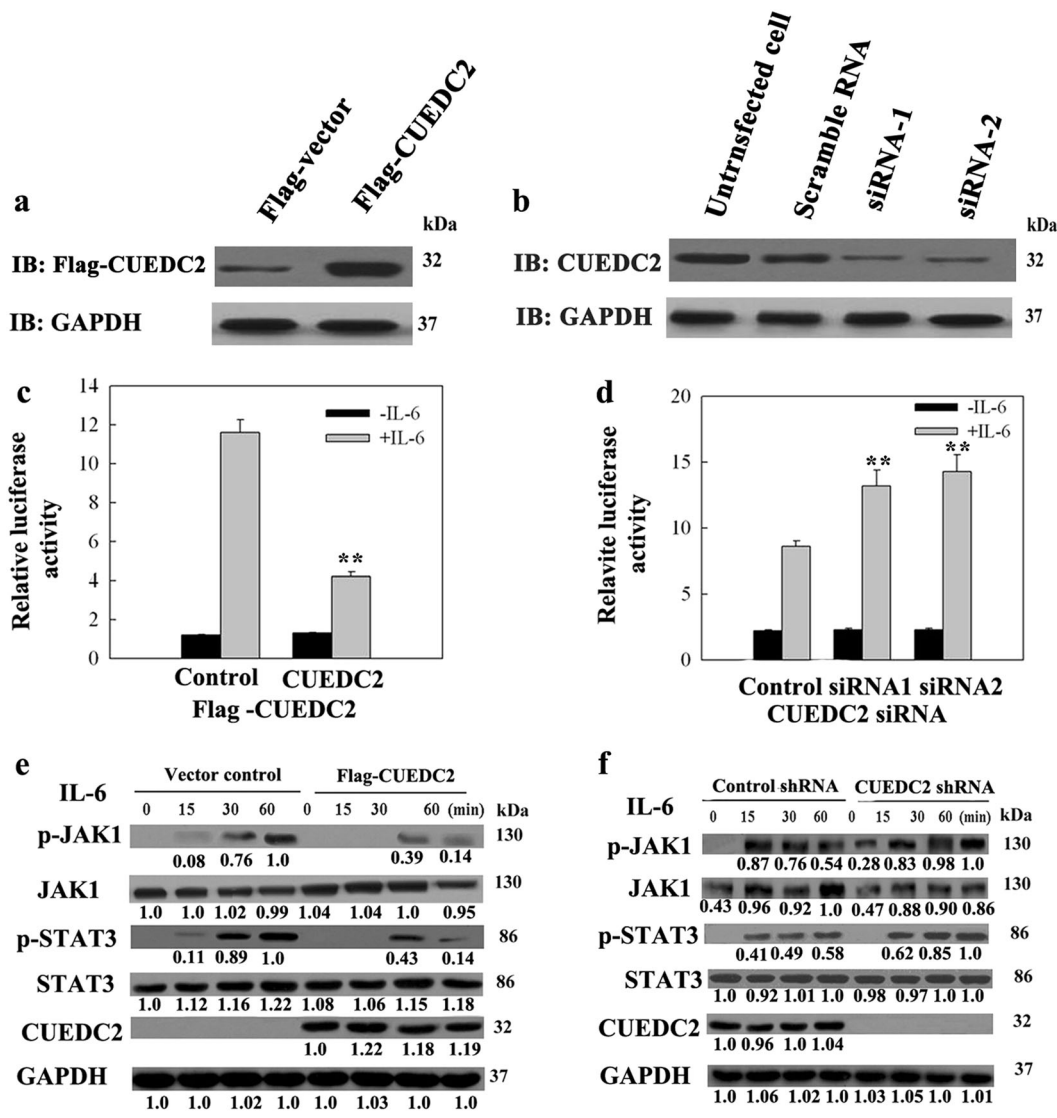 a
Flag-vector
Flag-CUEDC2
kDa
IB: Flag-CUEDC2
32
IB: GAPDH
37
b
Untrnsfected cell
Scramble RNA
siRNA-1
siRNA-2
kDa
IB: CUEDC2
32
IB: GAPDH
37
c
14
12
10
8
6
4
2
0
Relative luciferase
activity
-IL-6
+IL-6
**
Control CUEDC2
Flag -CUEDC2
d
20
15
10
5
0
Relavite luciferase
activity
-IL-6
+IL-6
**
**
Control siRNA1 siRNA2
CUEDC2 siRNA
e
Vector control Flag-CUEDC2
IL-6
0 15 30 60 0 15 30 60 (min)
kDa
p-JAK1
130
0.08 0.76 1.0 0.39 0.14
JAK1
130
1.0 1.0 1.02 0.99 1.04 1.04 1.0 0.95
p-STAT3
86
0.11 0.89 1.0 0.43 0.14
STAT3
86
1.0 1.12 1.16 1.22 1.08 1.06 1.15 1.18
CUEDC2
32
1.0 1.22 1.18 1.19
GAPDH
37
1.0 1.0 1.02 1.0 1.0 1.03 1.0 1.0
f
Control shRNA CUEDC2 shRNA
IL-6
0 15 30 60 0 15 30 60 (min)
kDa
p-JAK1
130
0.87 0.76 0.54 0.28 0.83 0.98 1.0
JAK1
130
0.43 0.96 0.92 1.0 0.47 0.88 0.90 0.86
p-STAT3
86
0.41 0.49 0.58 0.62 0.85 1.0
STAT3
86
1.0 0.92 1.01 1.0 0.98 0.97 1.0 1.0
CUEDC2
32
1.0 0.96 1.0 1.04
GAPDH
37
1.0 1.06 1.02 1.0 1.03 1.05 1.0 1.01